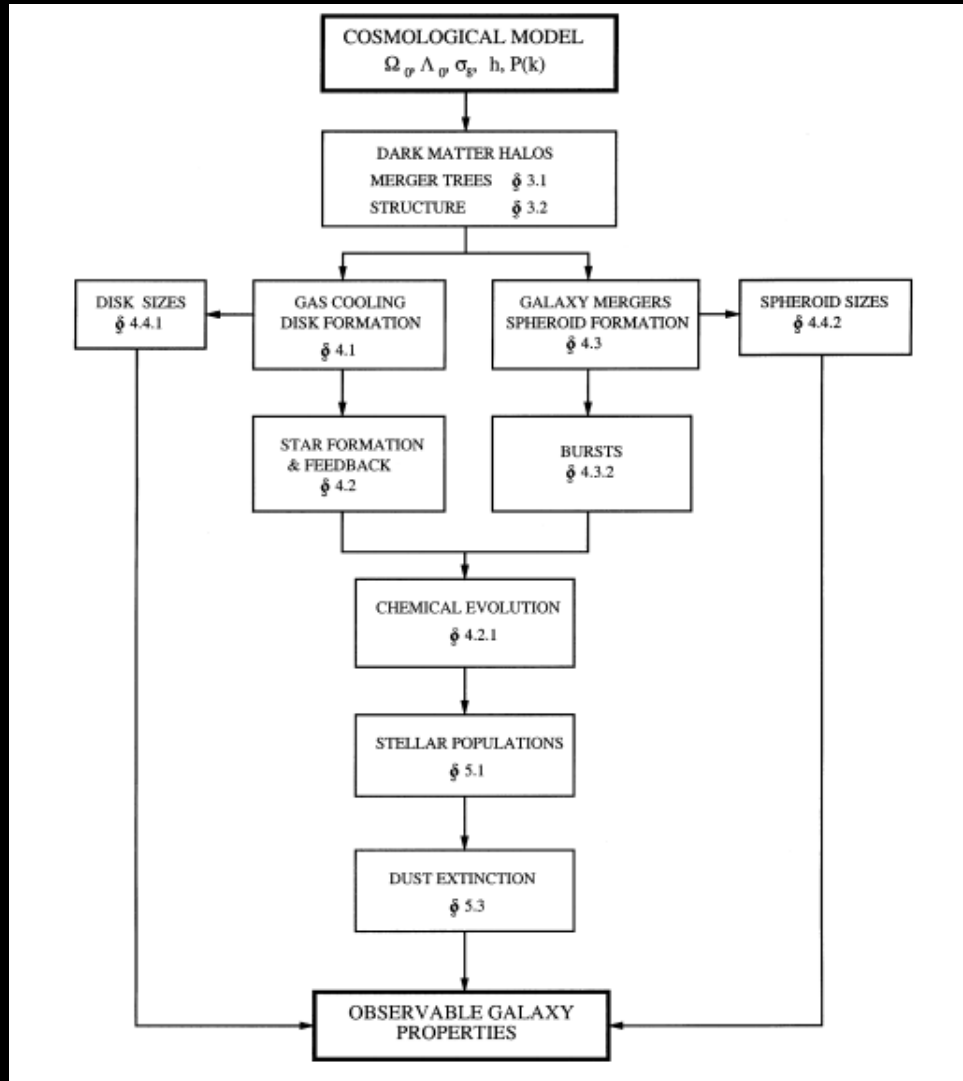 COSMOLOGICAL MODEL
Ω₀, Λ₀, σ₈, h, P(k)
DARK MATTER HALOS
MERGER TREES § 3.1
STRUCTURE § 3.2
DISK SIZES
§ 4.4.1
GAS COOLING
DISK FORMATION
§ 4.1
GALAXY MERGERS
SPHEROID FORMATION
§ 4.3
SPHEROID SIZES
§ 4.4.2
STAR FORMATION
& FEEDBACK
§ 4.2
BURSTS
§ 4.3.2
CHEMICAL EVOLUTION
§ 4.2.1
STELLAR POPULATIONS
§ 5.1
DUST EXTINCTION
§ 5.3
OBSERVABLE GALAXY
PROPERTIES